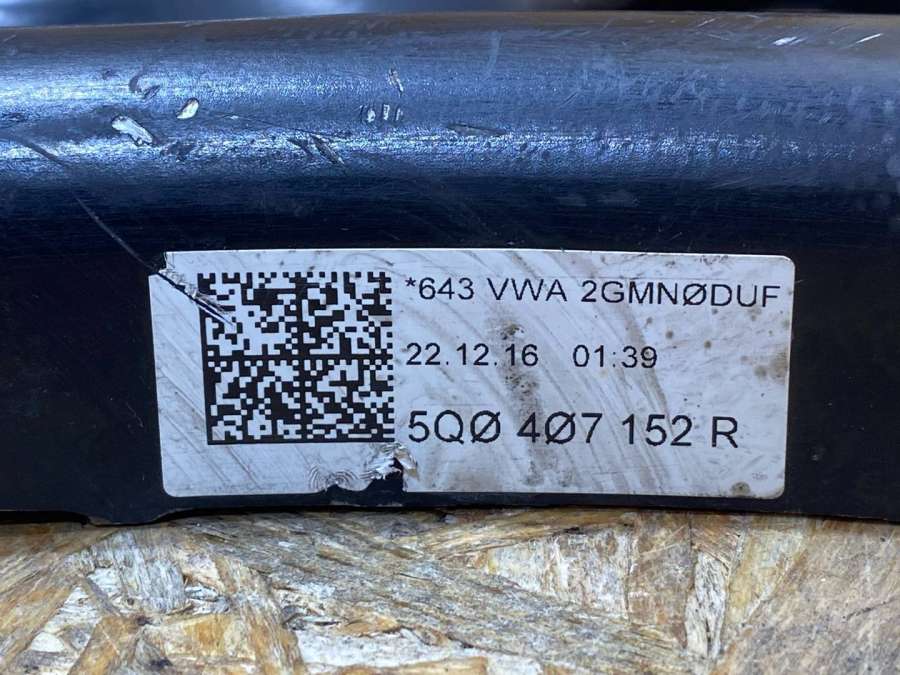 *643 VWA 2GMNØDUF
22.12.16 01:39
5QØ 4Ø7 152 R